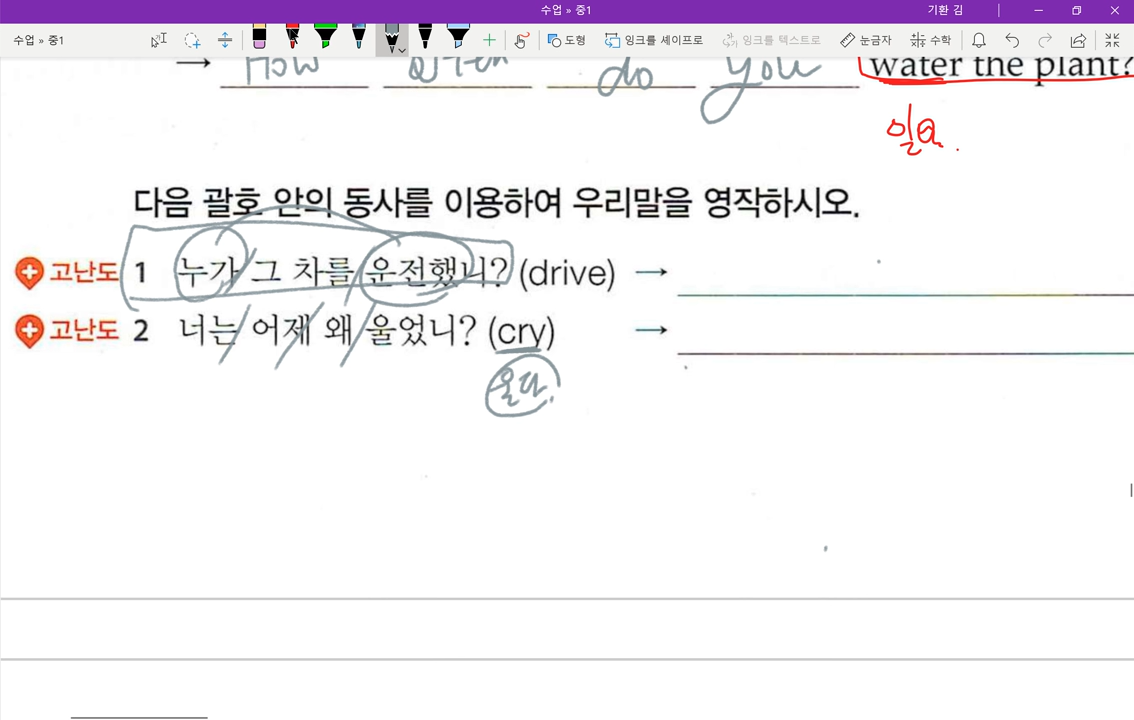 수업 » 중1
기환 김
수업 » 중1
도형
잉크를 셰이프로
잉크를 텍스트로
눈금자
수학
→ How often do you water the plant?
다음 괄호 안의 동사를 이용하여 우리말을 영작하시오.
고난도 1 누가 그 차를 운전했니? (drive) →
고난도 2 너는 어제 왜 울었니? (cry) →
울다.